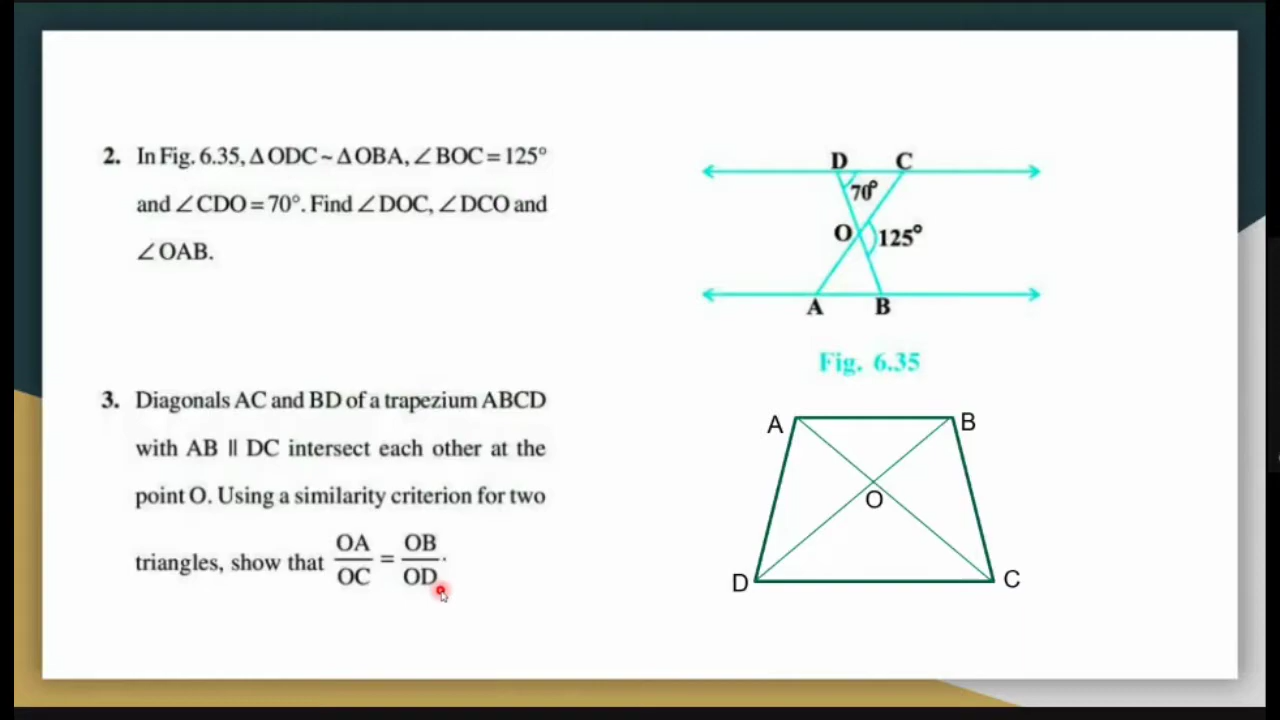 2. In Fig. 6.35, Δ ODC ~ Δ OBA, ∠ BOC = 125°
and ∠ CDO = 70°. Find ∠ DOC, ∠ DCO and
∠ OAB.
D C
70°
O 125°
A B
Fig. 6.35
3. Diagonals AC and BD of a trapezium ABCD
with AB || DC intersect each other at the
point O. Using a similarity criterion for two
triangles, show that OA/OC = OB/OD.
A B
O
D C